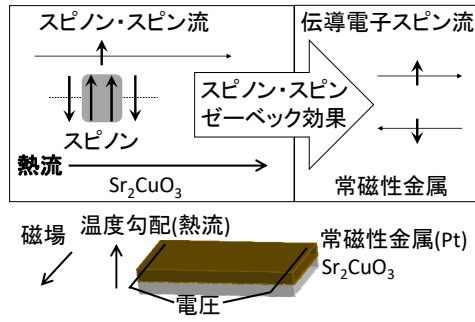 スピノン・スピン流
伝導電子スピン流
スピノン・スピン
ゼーベック効果
スピノン
熱流
Sr2CuO3
常磁性金属
磁場
温度勾配(熱流)
常磁性金属(Pt)
Sr2CuO3
電圧